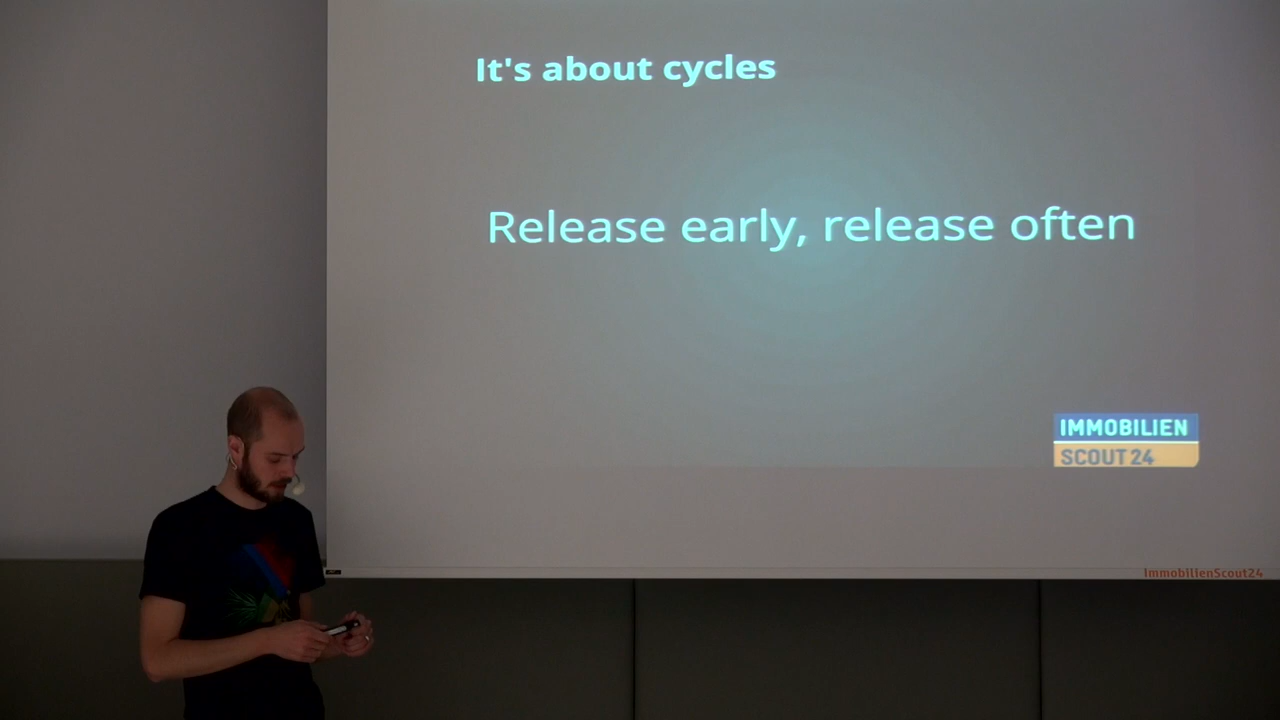 It's about cycles
Release early, release often
IMMOBILIEN
SCOUT 24
ImmobilienScout24